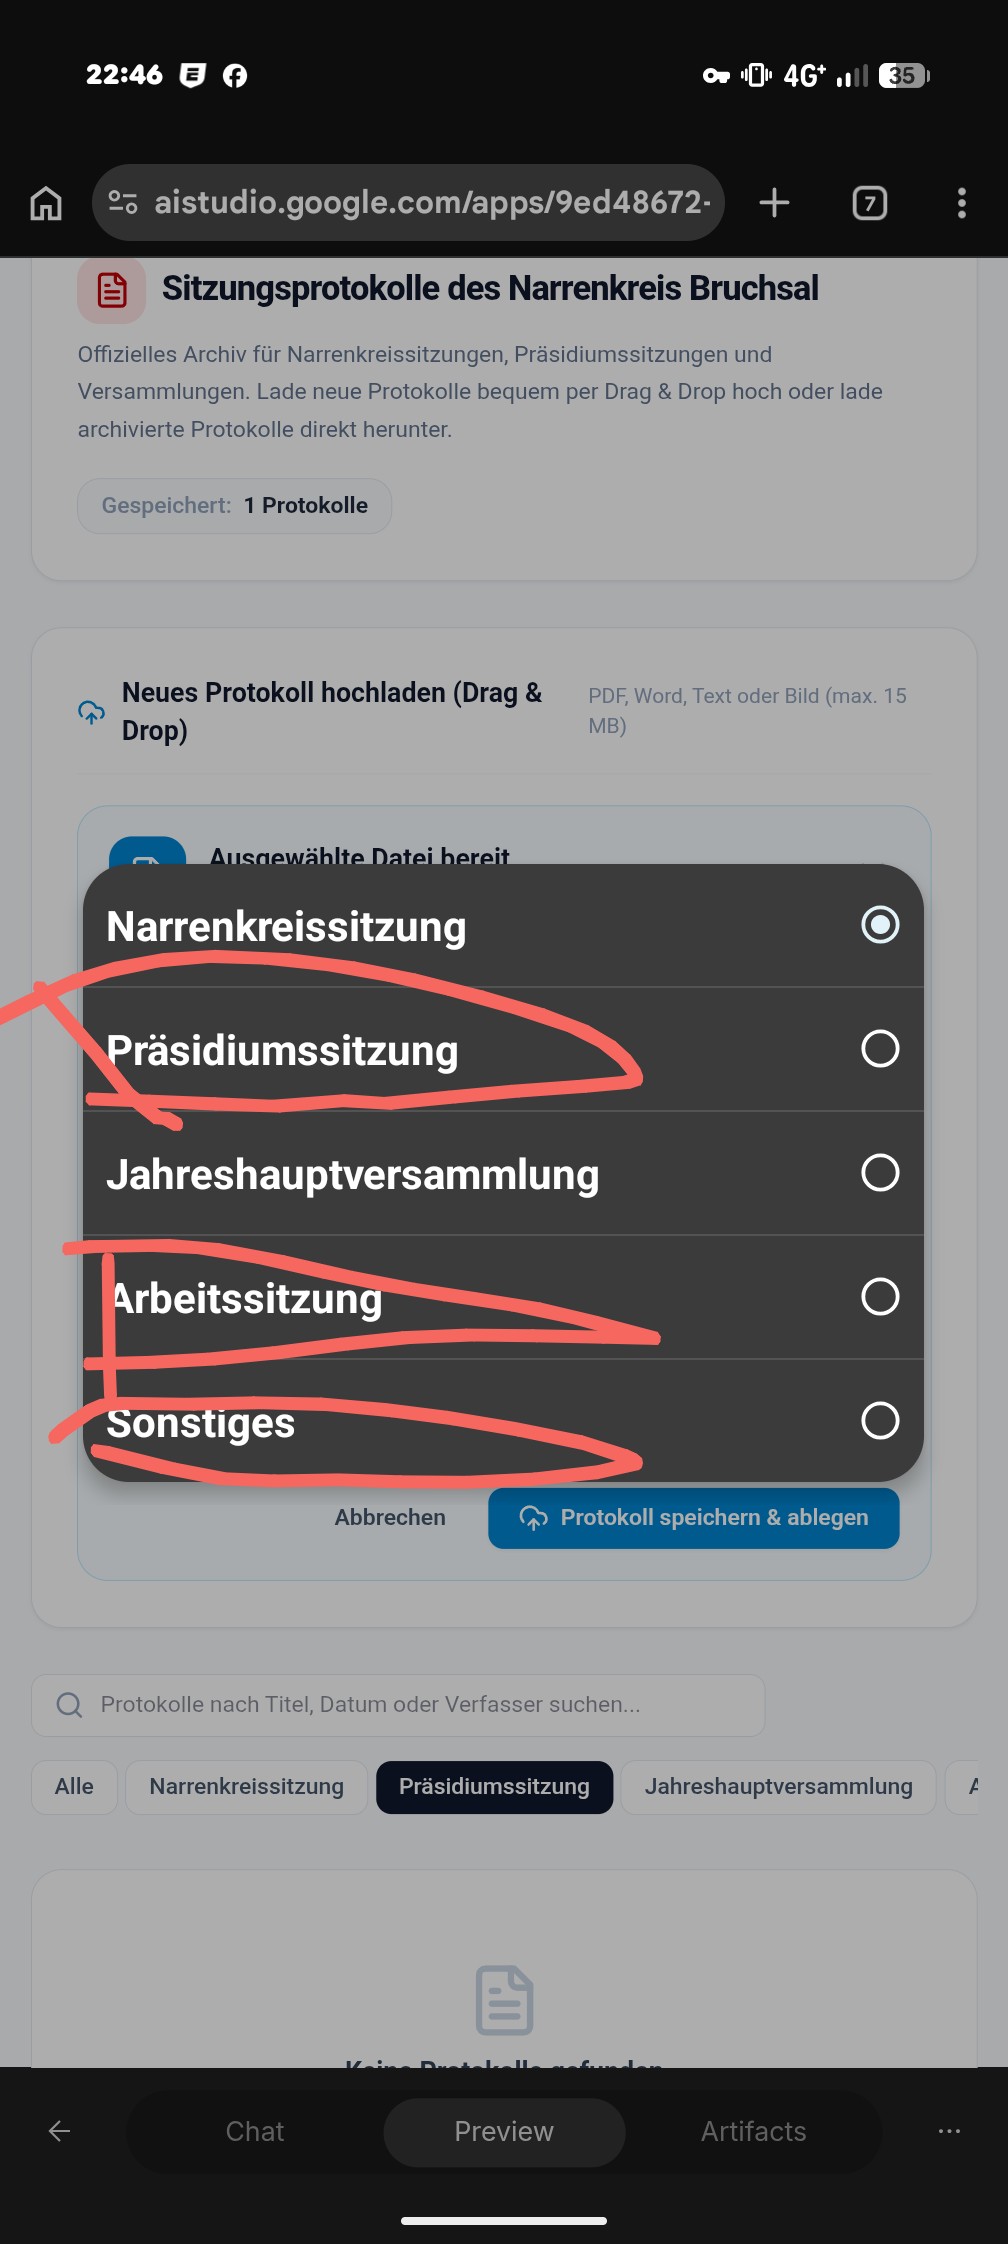 22:46
4G+
35
aistudio.google.com/apps/9ed48672-
7
Sitzungsprotokolle des Narrenkreis Bruchsal
Offizielles Archiv für Narrenkreissitzungen, Präsidiumssitzungen und
Versammlungen. Lade neue Protokolle bequem per Drag & Drop hoch oder lade
archivierte Protokolle direkt herunter.
Gespeichert: 1 Protokolle
Neues Protokoll hochladen (Drag &
Drop)
PDF, Word, Text oder Bild (max. 15
MB)
Ausgewählte Datei bereit
Narrenkreissitzung
Präsidiumssitzung
Jahreshauptversammlung
Arbeitssitzung
Sonstiges
Abbrechen
Protokoll speichern & ablegen
Protokolle nach Titel, Datum oder Verfasser suchen...
Alle
Narrenkreissitzung
Präsidiumssitzung
Jahreshauptversammlung
A
Keine Protokolle gefunden
Chat
Preview
Artifacts